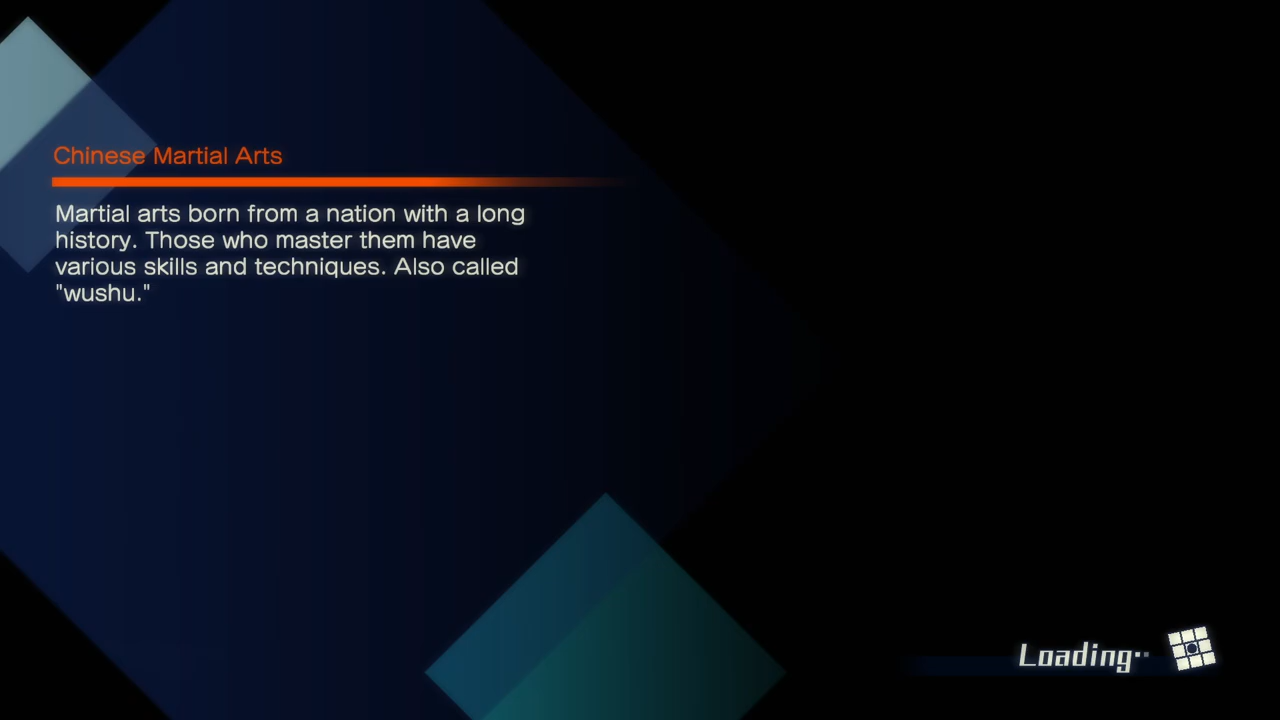 Chinese Martial Arts
Martial arts born from a nation with a long
history. Those who master them have
various skills and techniques. Also called
"wushu."
Loading··